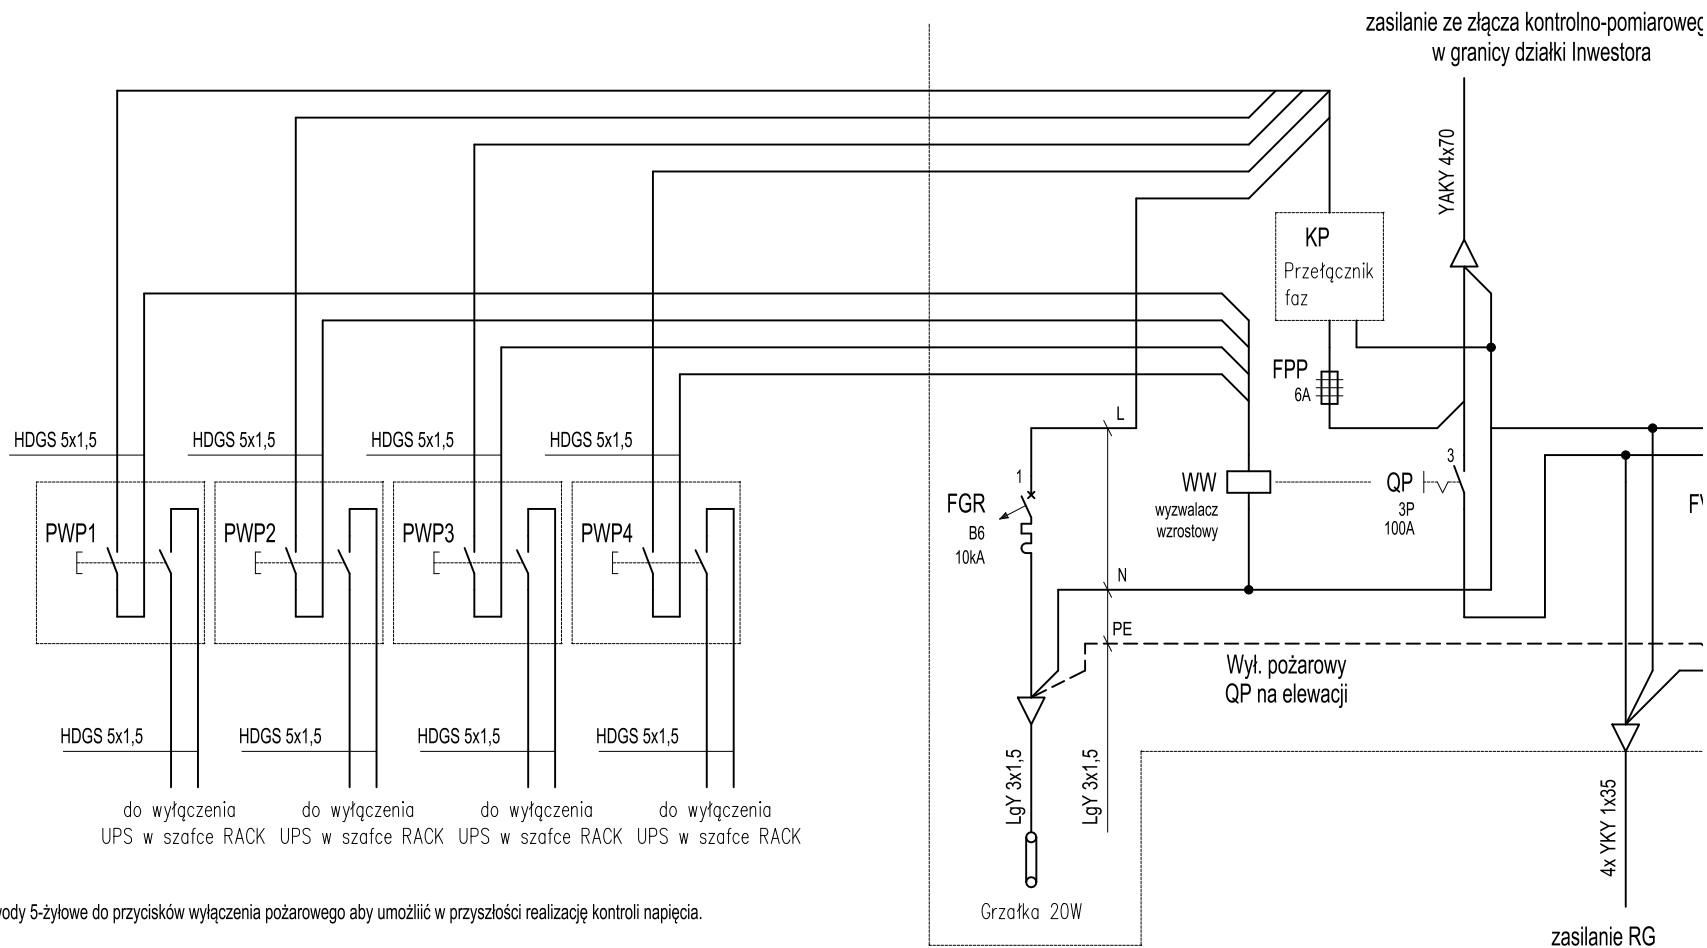 zasilanie ze złącza kontrolno-pomiaroweg
w granicy działki Inwestora
YAKY 4x70
KP
Przełącznik
faz
FPP
6A
L
HDGS 5x1,5
HDGS 5x1,5
HDGS 5x1,5
HDGS 5x1,5
PWP1
PWP2
PWP3
PWP4
1
FGR
B6
10kA
WW
wyzwalacz
wzrostowy
3
QP
3P
100A
N
PE
Wył. pożarowy
QP na elewacji
HDGS 5x1,5
HDGS 5x1,5
HDGS 5x1,5
HDGS 5x1,5
do wyłączenia
UPS w szafce RACK
do wyłączenia
UPS w szafce RACK
do wyłączenia
UPS w szafce RACK
do wyłączenia
UPS w szafce RACK
LgY 3x1,5
LgY 3x1,5
4x YKY 1x35
Grzałka 20W
zasilanie RG
wody 5-żyłowe do przycisków wyłączenia pożarowego aby umożliić w przyszłości realizację kontroli napięcia.